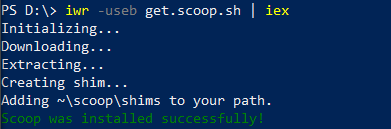 PS D:\> iwr -useb get.scoop.sh | iex
Initializing...
Downloading...
Extracting...
Creating shim...
Adding ~\scoop\shims to your path.
Scoop was installed successfully!